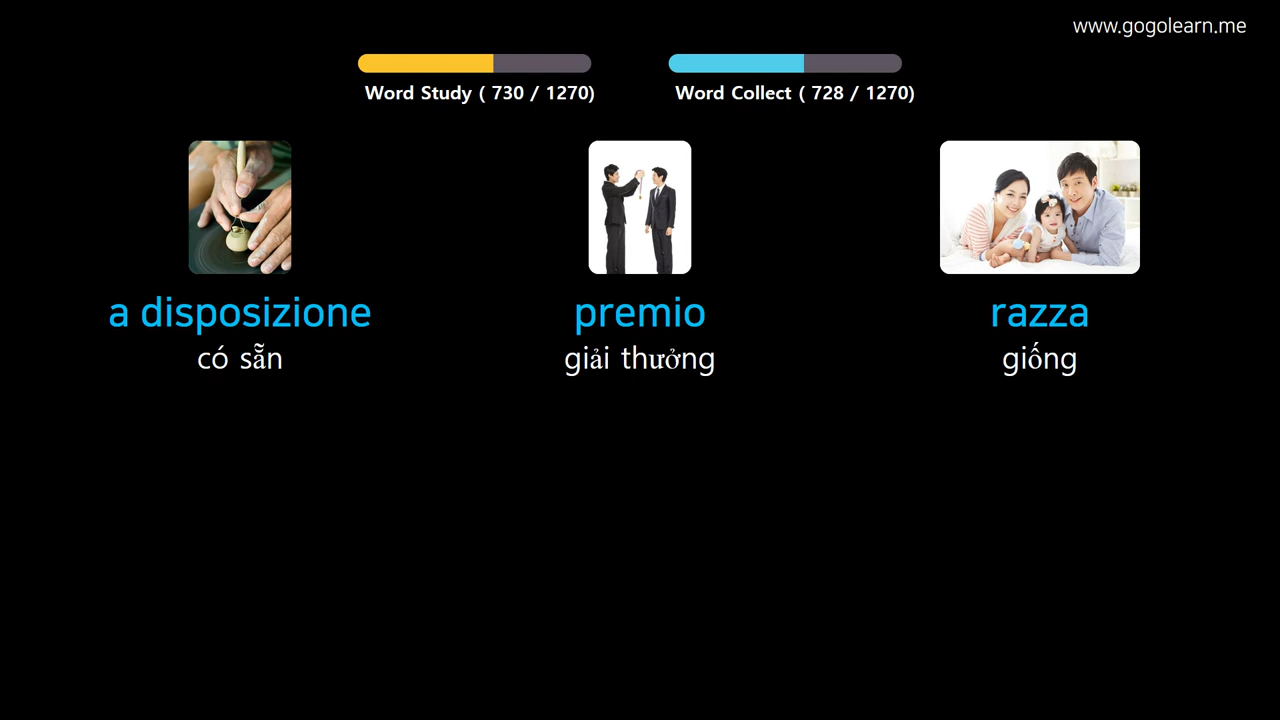 www.gogolearn.me
Word Study ( 730 / 1270)
Word Collect ( 728 / 1270)
a disposizione
có sẵn
premio
giải thưởng
razza
giống